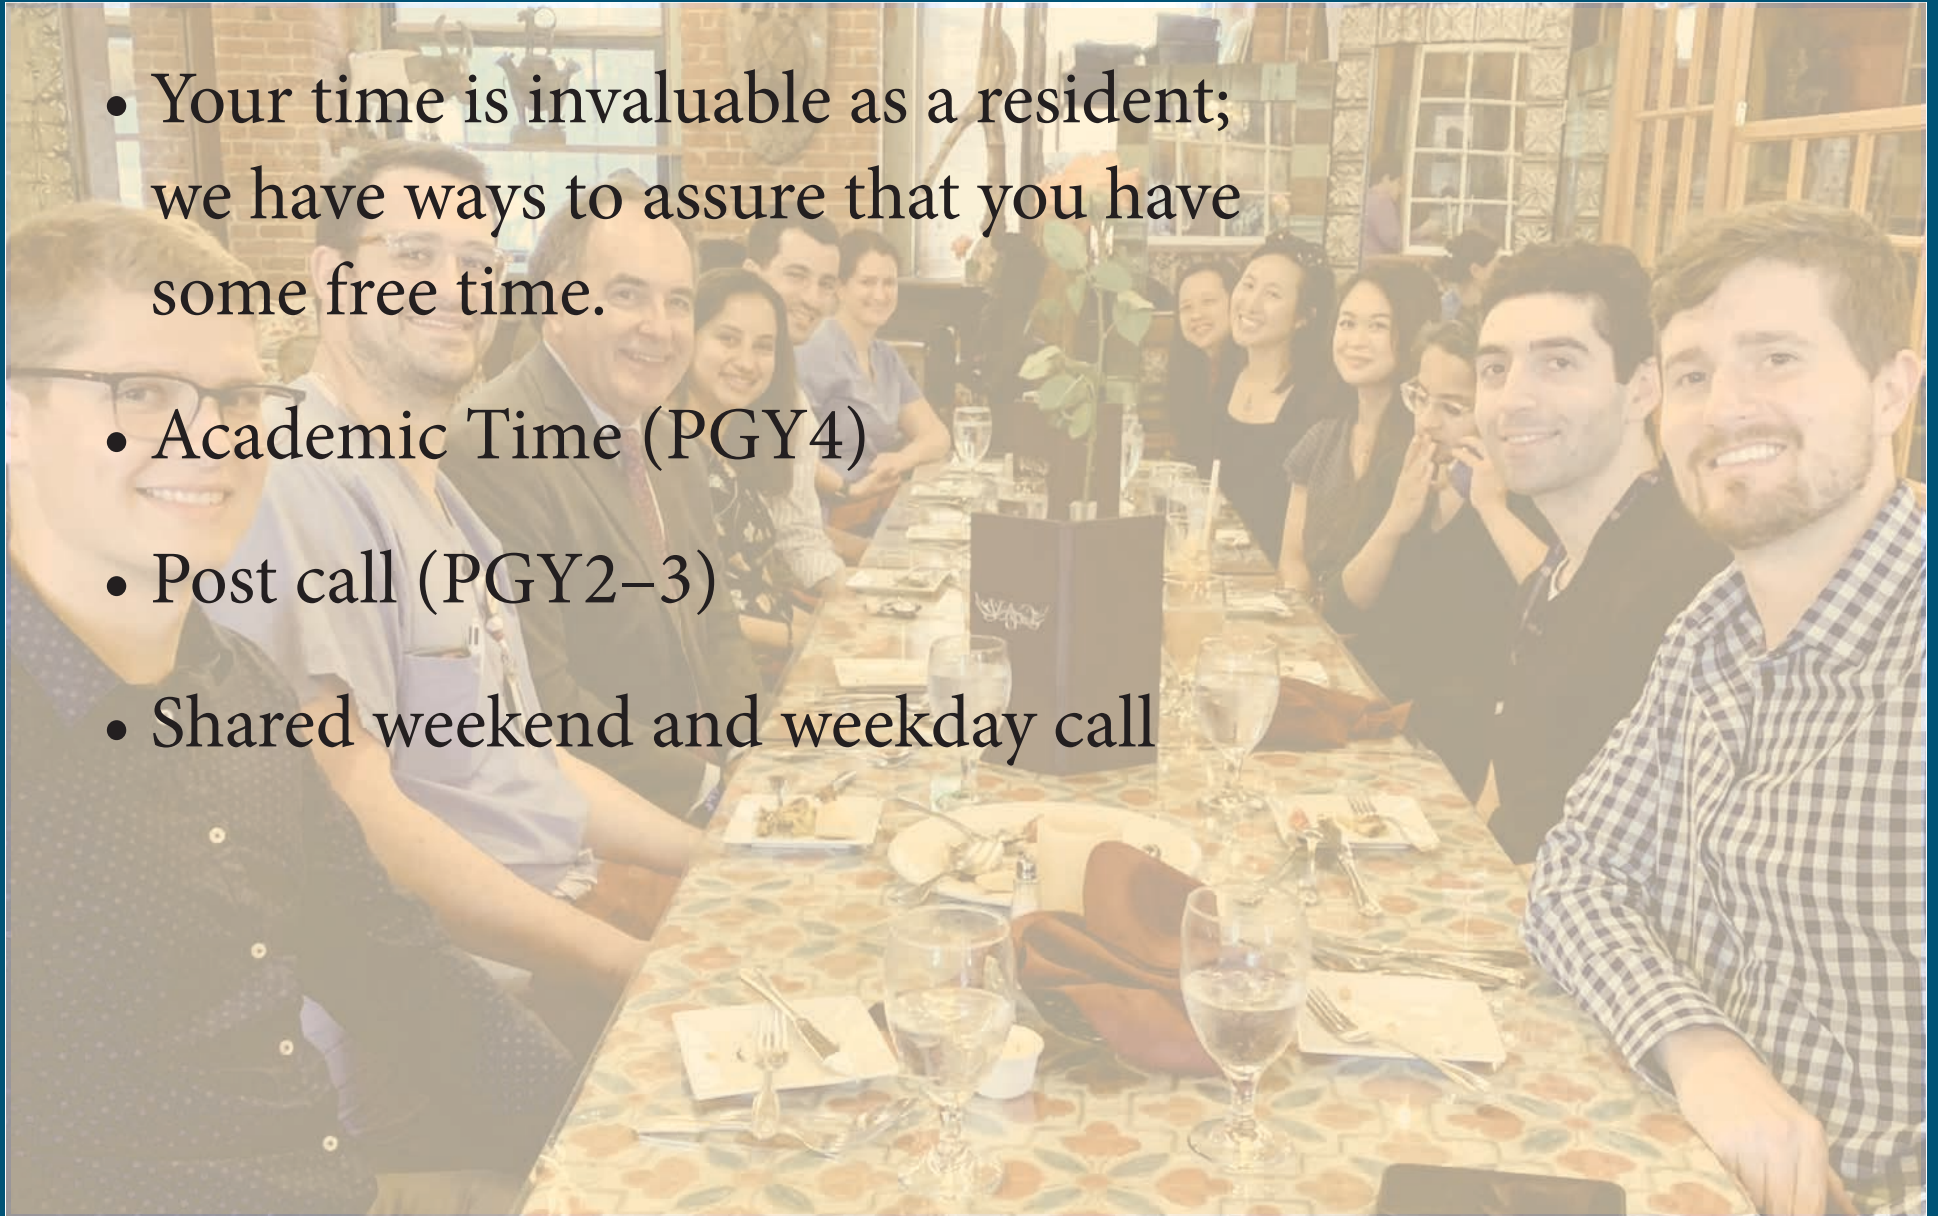 • Your time is invaluable as a resident;
we have ways to assure that you have
some free time.
• Academic Time (PGY4)
• Post call (PGY2–3)
• Shared weekend and weekday call